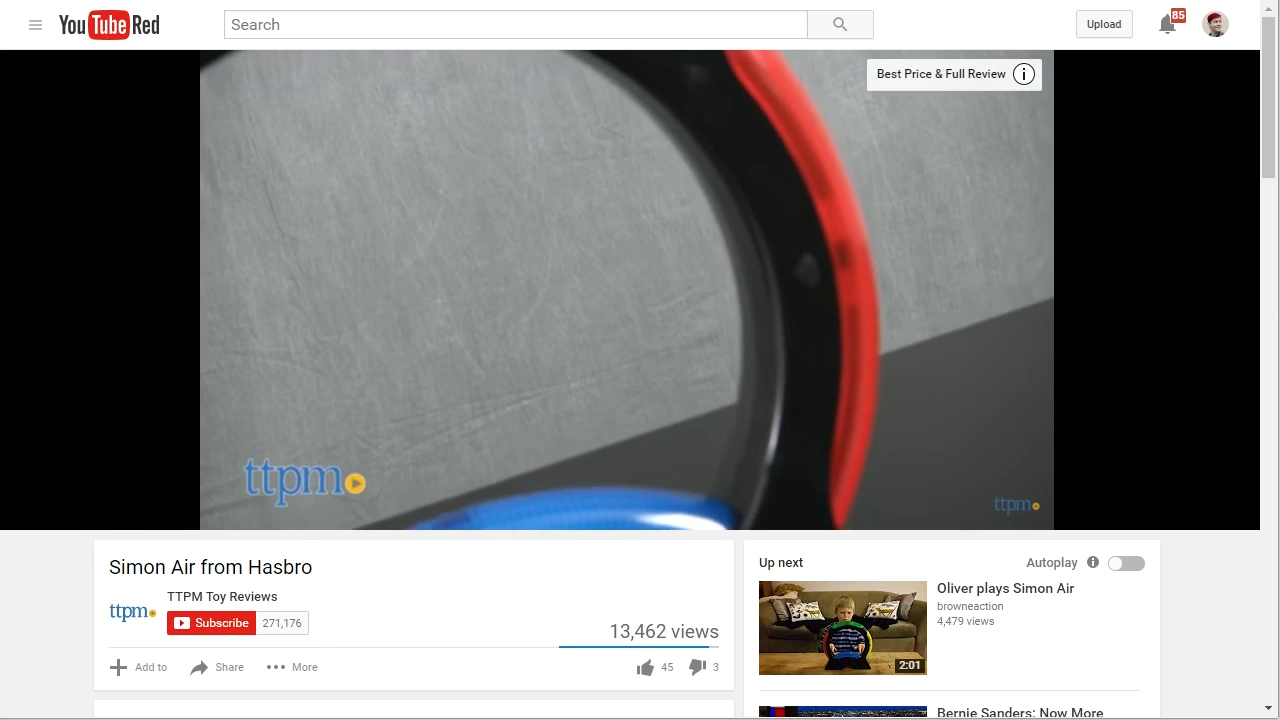 YouTube Red
Search
Upload
85
Best Price & Full Review
ttpm
ttpm
Simon Air from Hasbro
ttpm
TTPM Toy Reviews
Subscribe 271,176
13,462 views
Add to Share More 45 3
Up next
Autoplay
Oliver plays Simon Air
browneaction
4,479 views
2:01
Bernie Sanders: Now More